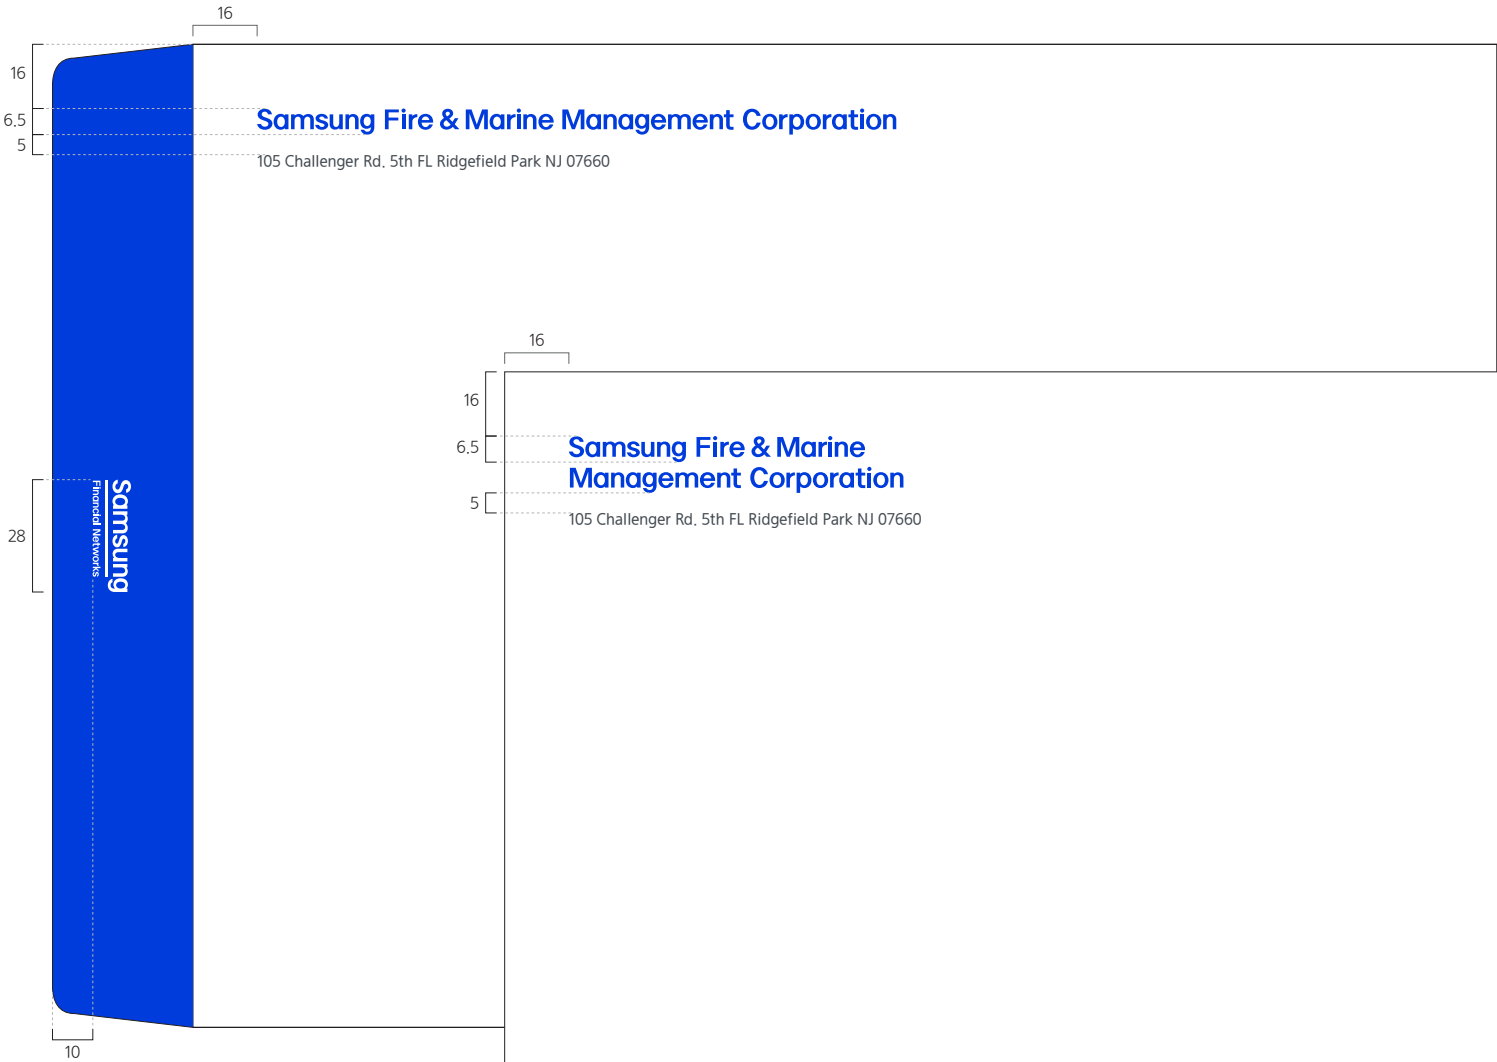 16
16
6.5
5
Samsung Fire & Marine Management Corporation
105 Challenger Rd. 5th FL Ridgefield Park NJ 07660
16
16
6.5
5
Samsung Fire & Marine
Management Corporation
105 Challenger Rd. 5th FL Ridgefield Park NJ 07660
28
Samsung
Financial Networks
10